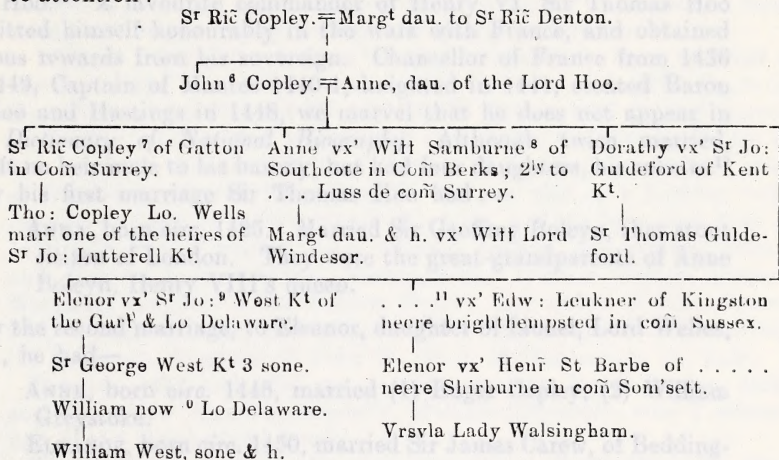 Sʳ Ric̃ Copley.=Margᵗ dau. to Sʳ Ric̃ Denton.
John⁶ Copley.=Anne, dau. of the Lord Hoo.
Sʳ Ric̃ Copley⁷ of Gattons
in Com̃ Surrey.
Tho: Copley Lo. Wells
mar: one of the heires of
Sʳ Jo: Lutterell Kᵗ.
Anne vx' Witt Samburne⁸ of
Southcote in Com̃ Berks; 2ˡʸ to
. . . . Luss de com̃ Surrey.
Margᵗ dau. & h. vx' Witt Lord
Windesor.
Dorathy vx' Sʳ Jo:
Guldeford of Kent
Kᵗ.
Sʳ Thomas Gulde-
ford.
Elenor vx' Sʳ Jo:⁹ West Kᵗ of
the Gartʳ & Lo Delaware.
Sʳ George West Kᵗ 3 sone.
William now ⁰ Lo Delaware.
William West, sone & h.
. . . .¹¹ vx' Edw: Leukner of Kingston
neere brighthempsted in com̃ Sussex.
Elenor vx' Henr̃ St Barbe of . . . . . .
neere Shirburne in com̃ Som'sett.
Vrsyla Lady Walsingham.